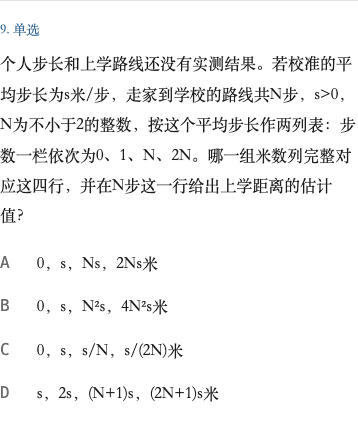 9. 单选
个人步长和上学路线还没有实测结果。若校准的平
均步长为s米/步，走家到学校的路线共N步，s>0，
N为不小于2的整数，按这个平均步长作两列表：步
数一栏依次为0、1、N、2N。哪一组米数列完整对
应这四行，并在N步这一行给出上学距离的估计
值？
A 0，s，Ns，2Ns米
B 0，s，N²s，4N²s米
C 0，s，s/N，s/(2N)米
D s，2s，(N+1)s，(2N+1)s米